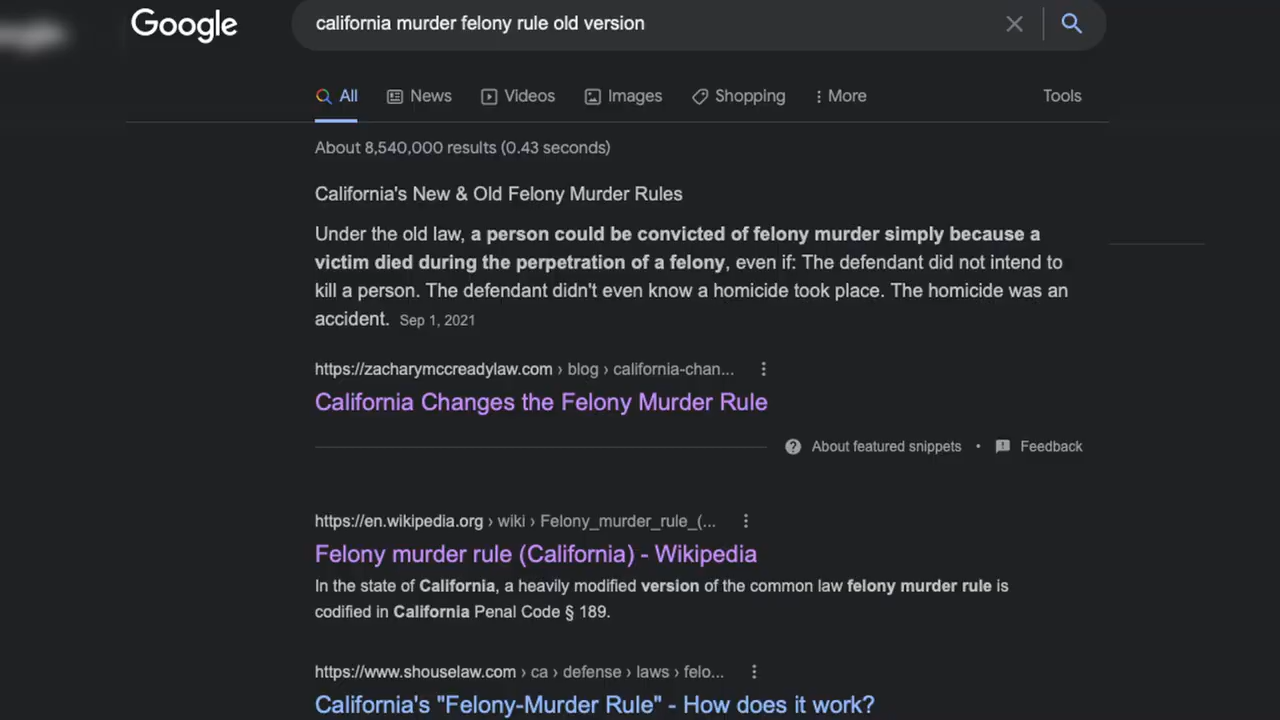 Google
california murder felony rule old version
All News Videos Images Shopping More Tools
About 8,540,000 results (0.43 seconds)
California's New & Old Felony Murder Rules
Under the old law, a person could be convicted of felony murder simply because a
victim died during the perpetration of a felony, even if: The defendant did not intend to
kill a person. The defendant didn't even know a homicide took place. The homicide was an
accident. Sep 1, 2021
https://zacharymccreadylaw.com › blog › california-chan...
California Changes the Felony Murder Rule
About featured snippets • Feedback
https://en.wikipedia.org › wiki › Felony_murder_rule_(...
Felony murder rule (California) - Wikipedia
In the state of California, a heavily modified version of the common law felony murder rule is
codified in California Penal Code § 189.
https://www.shouselaw.com › ca › defense › laws › felo...
California's "Felony-Murder Rule" - How does it work?